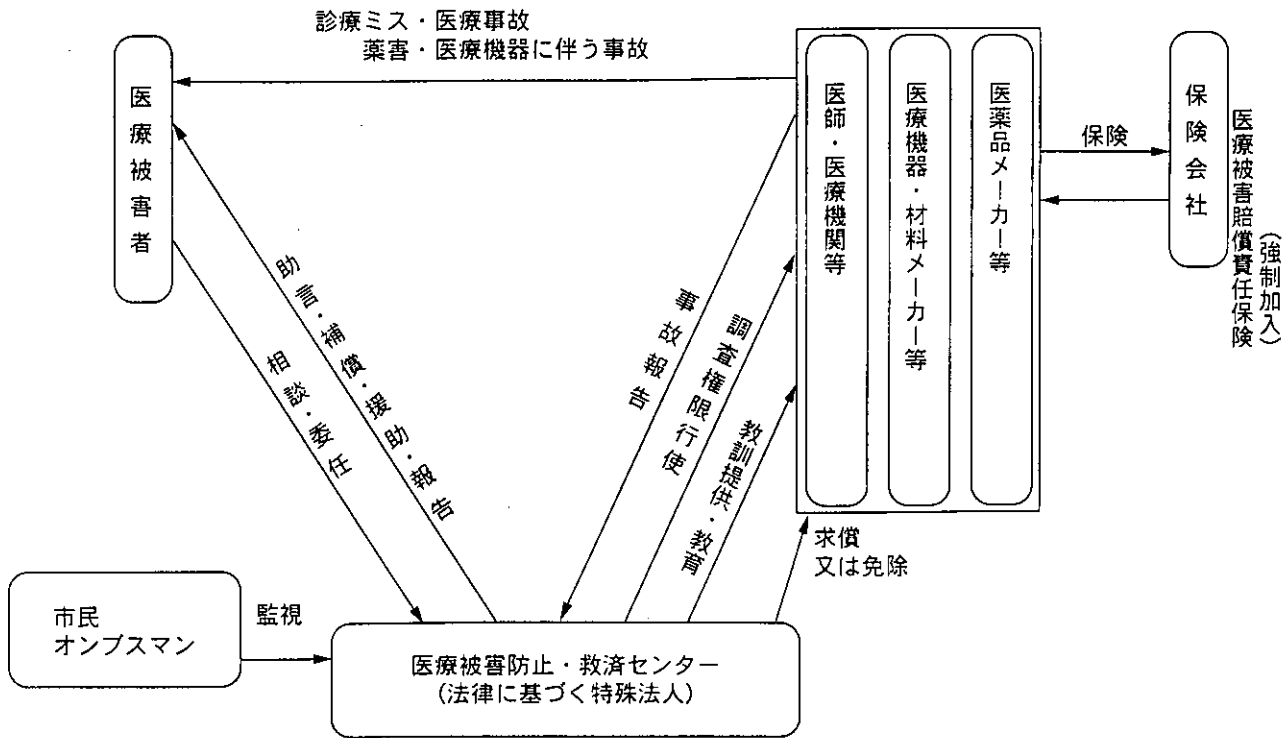 診療ミス・医療事故
薬害・医療機器に伴う事故
医療被害者
医師・医療機関等
医療機器・材料メーカー等
医薬品メーカー等
保険
保険会社
医療被害賠償責任保険
(強制加入)
助言・補償・援助・報告
相談・委任
事故報告
調査権限行使
教訓提供・教育
求償
又は免除
市民
オンブスマン
監視
医療被害防止・救済センター
(法律に基づく特殊法人)